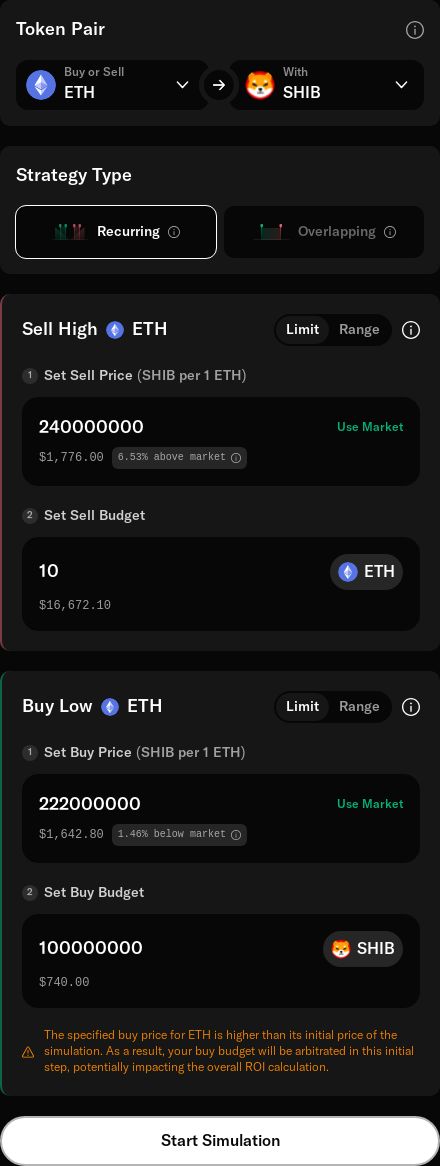 Token Pair
Buy or Sell
ETH
With
SHIB
Strategy Type
Recurring
Overlapping
Sell High ETH
Limit Range
1 Set Sell Price (SHIB per 1 ETH)
240000000
Use Market
$1,776.00 6.53% above market
2 Set Sell Budget
10
ETH
$16,672.10
Buy Low ETH
Limit Range
1 Set Buy Price (SHIB per 1 ETH)
222000000
Use Market
$1,642.80 1.46% below market
2 Set Buy Budget
100000000
SHIB
$740.00
The specified buy price for ETH is higher than its initial price of the
simulation. As a result, your buy budget will be arbitrated in this initial
step, potentially impacting the overall ROI calculation.
Start Simulation